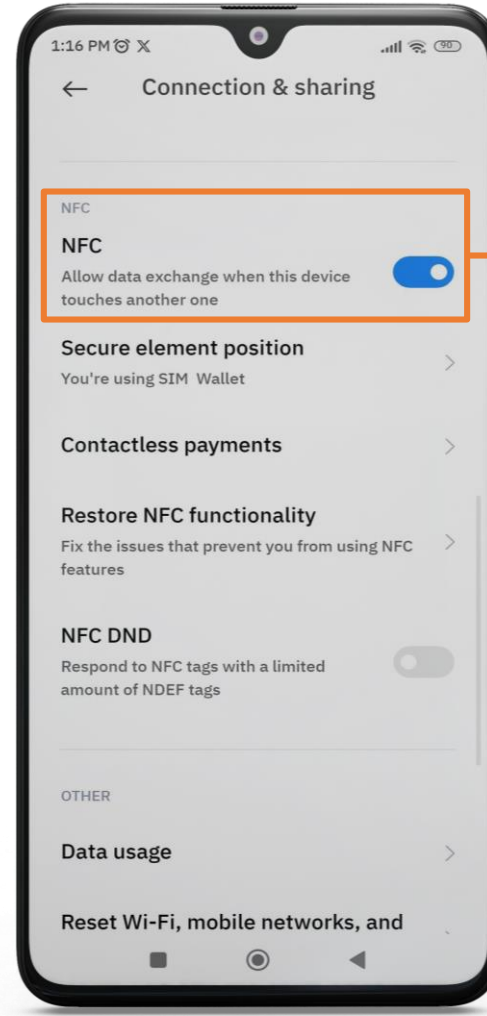 1:16 PM
90
Connection & sharing
NFC
NFC
Allow data exchange when this device
touches another one
Secure element position
You're using SIM Wallet
Contactless payments
Restore NFC functionality
Fix the issues that prevent you from using NFC
features
NFC DND
Respond to NFC tags with a limited
amount of NDEF tags
OTHER
Data usage
Reset Wi-Fi, mobile networks, and